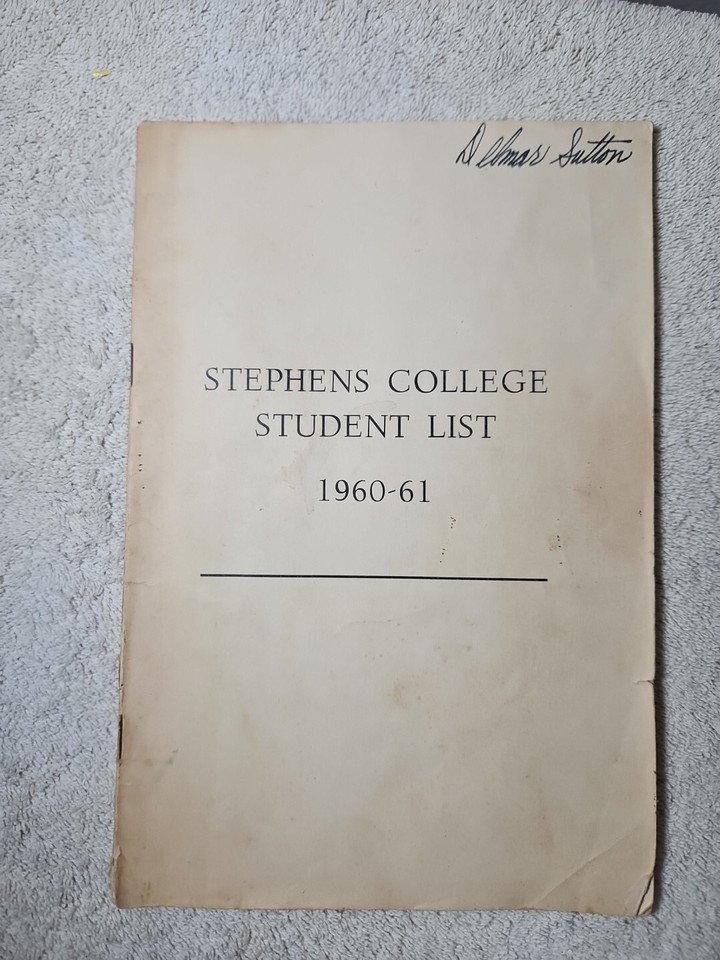 Delmar Sutton
STEPHENS COLLEGE
STUDENT LIST
1960-61